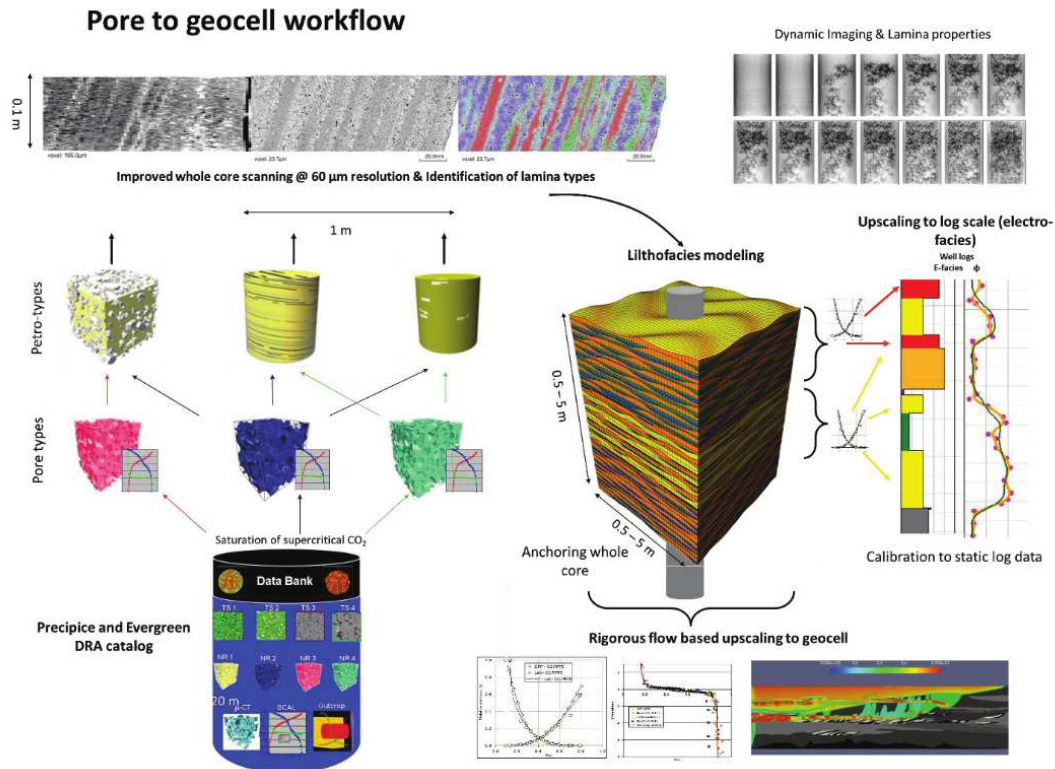 Pore to geocell workflow
Dynamic Imaging & Lamina properties
0.1 m
20.0mm
20.0mm
Improved whole core scanning @ 60 µm resolution & Identification of lamina types
1 m
Petro-types
Pore types
Lilthofacies modeling
0.5 – 5 m
0.5 – 5 m
Anchoring whole
core
Upscaling to log scale (electro-
facies)
Well logs
E-facies ϕ
Calibration to static log data
Saturation of supercritical CO₂
Data Bank
TS 1 TS 2 TS 3 TS 4
NR 1 NR 2 NR 3 NR 4
20 m
µ-CT SCAL Outcrop
Precipice and Evergreen
DRA catalog
Rigorous flow based upscaling to geocell